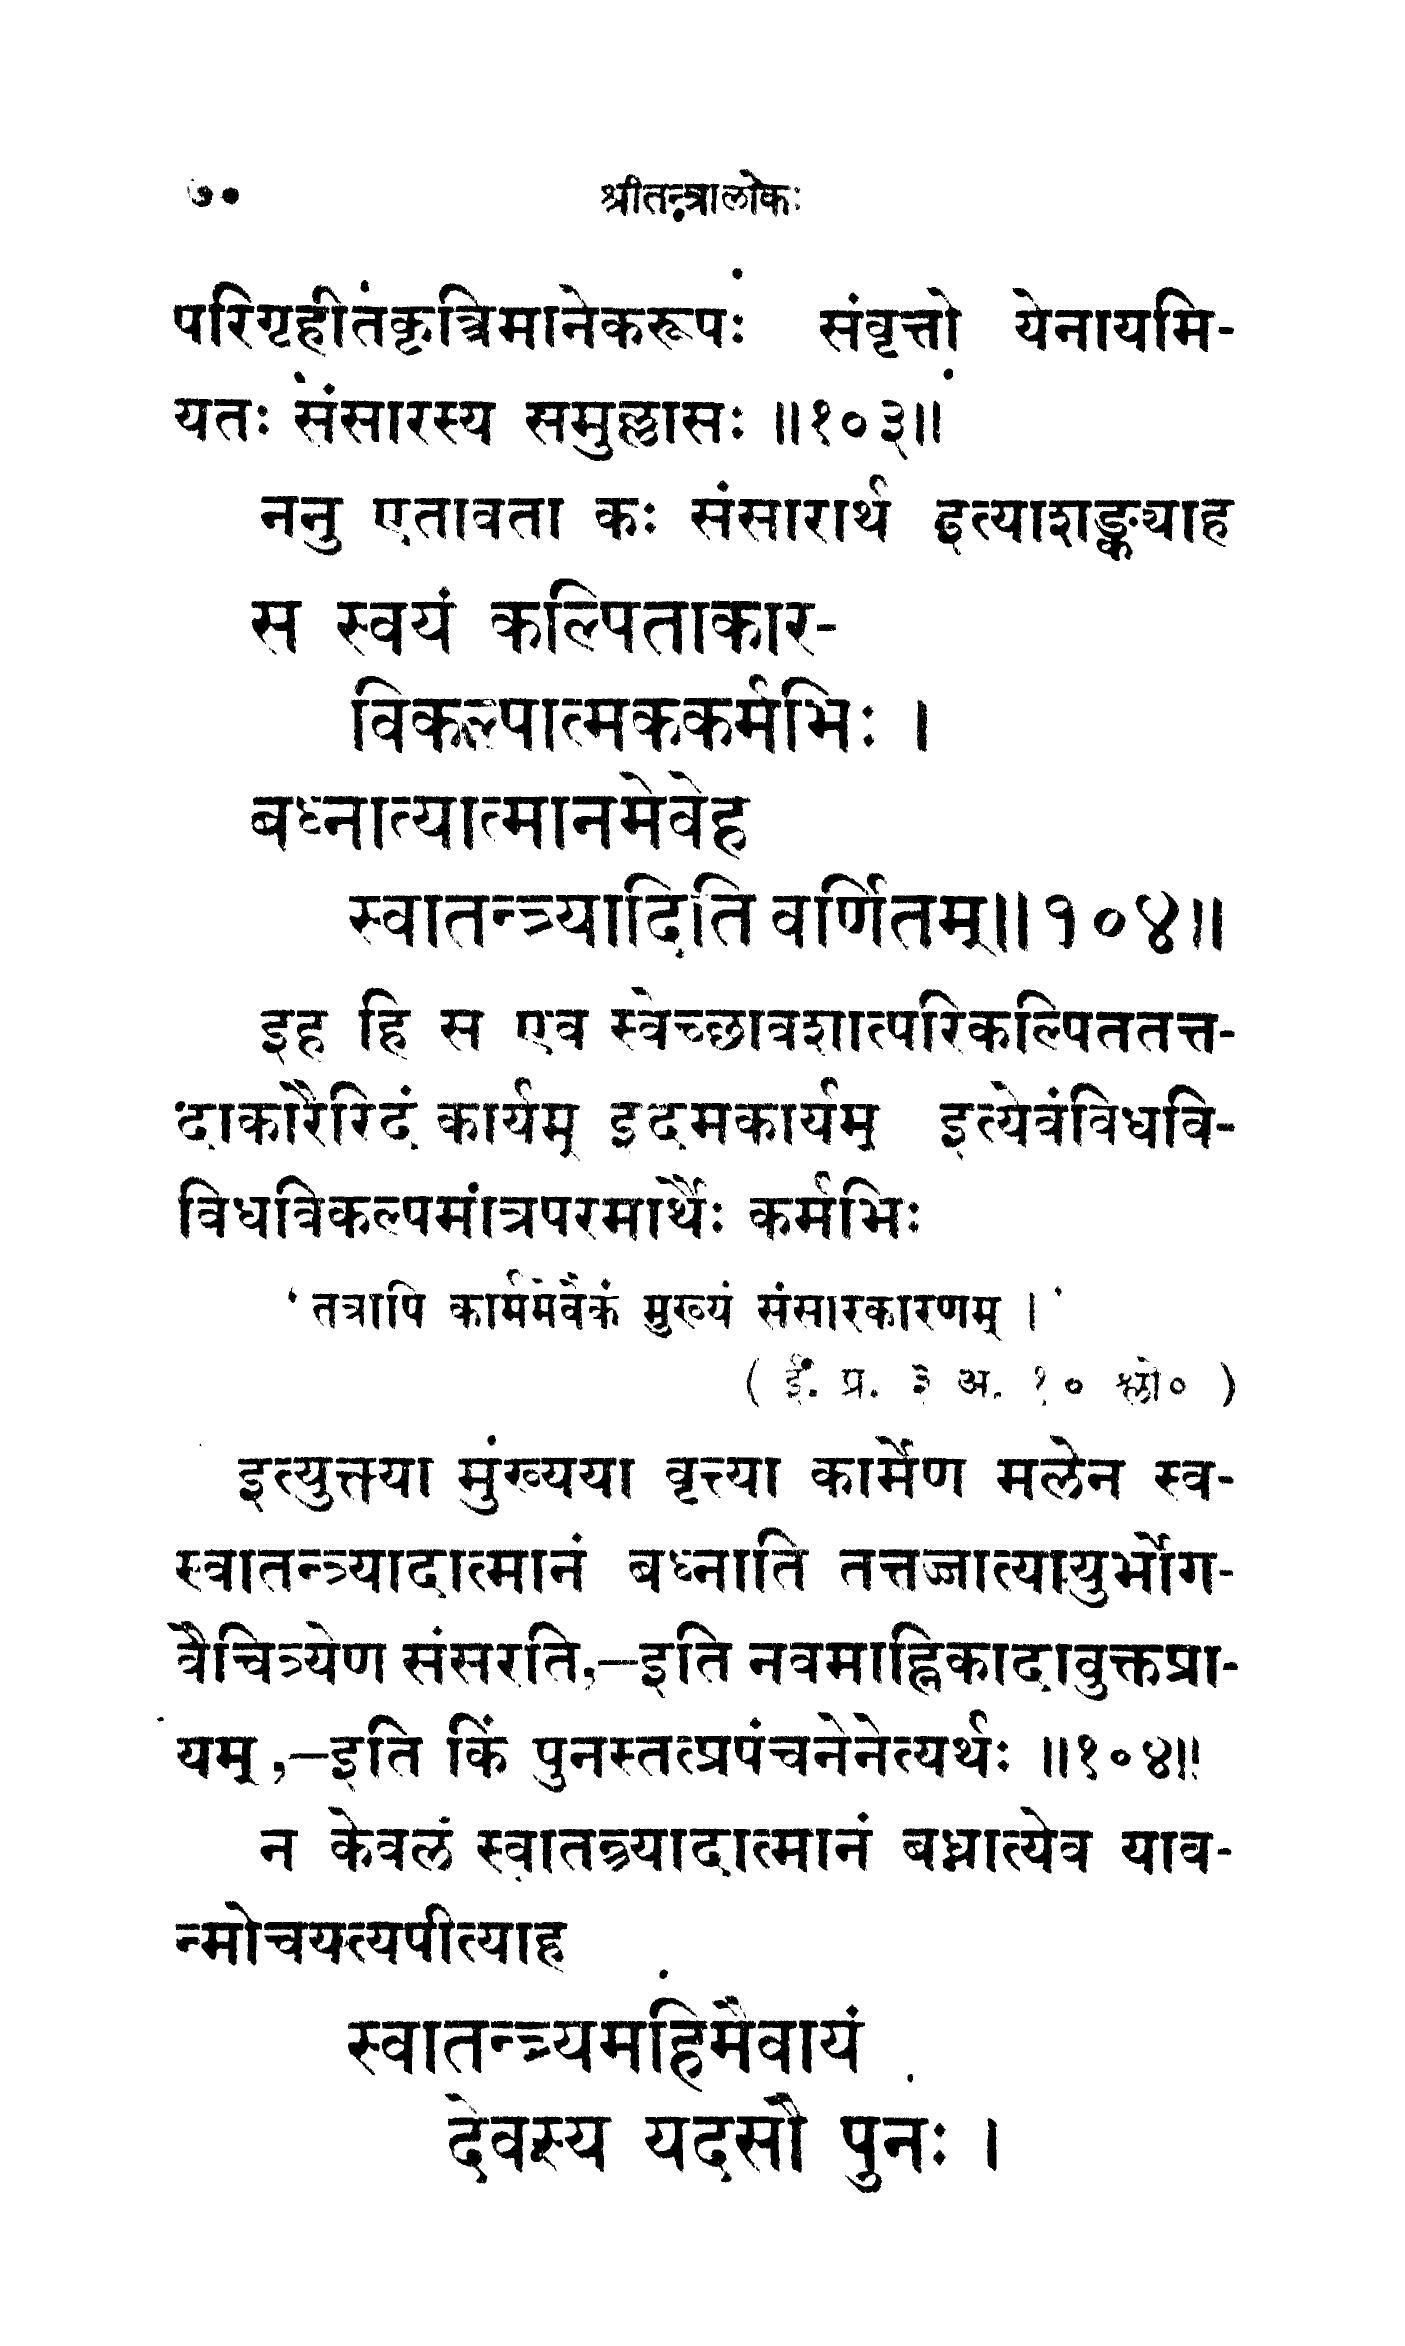 ७० श्रीतन्त्रालोकः
परिगृहीतकृत्रिमानेकरूपः संवृत्तो येनायमि-
यतः संसारस्य समुल्लासः ॥१०३॥
ननु एतावता कः संसारार्थ इत्याशङ्क्याह
स स्वयं कल्पिताकार-
विकल्पात्मककर्मभिः ।
बध्नात्यात्मानमेवेह
स्वातन्त्र्यादिति वर्णितम्॥१०४॥
इह हि स एव स्वेच्छावशात्परिकल्पिततत्त-
दाकारैरिदं कार्यम् इदमकार्यम् इत्येवंविधवि-
विधविकल्पमात्रपरमार्थैः कर्मभिः
'तत्रापि कार्ममेवैकं मुख्यं संसारकारणम् ।'
( ई. प्र. ३ अ. १० श्लो० )
इत्युक्तया मुख्यया वृत्त्या कार्मेण मलेन स्व-
स्वातन्त्र्यादात्मानं बध्नाति तत्तज्जात्यायुर्भोग-
वैचित्र्येण संसरति,—इति नवमाह्निकादावुक्तप्रा-
यम्,—इति किं पुनस्तत्प्रपंचनेनेत्यर्थः ॥१०४॥
न केवलं स्वातन्त्र्यादात्मानं बध्नात्येव याव-
न्मोचयत्यपीत्याह
स्वातन्त्र्यमहिमैवायं
देवस्य यदसौ पुनः ।